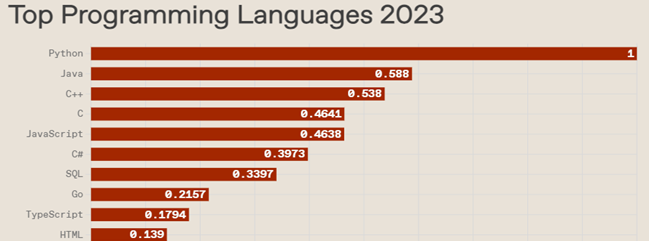 Top Programming Languages 2023
Python 1
Java 0.588
C++ 0.538
C 0.4641
JavaScript 0.4638
C# 0.3973
SQL 0.3397
Go 0.2157
TypeScript 0.1794
HTML 0.139